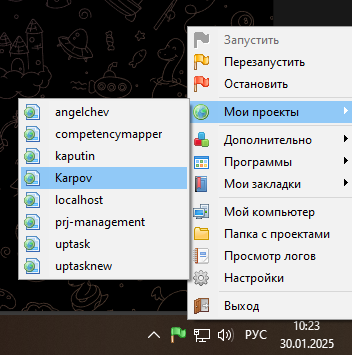 Запустить
Перезапустить
Остановить
Мои проекты
angelchev
competencymapper
kaputin
Karpov
localhost
prj-management
uptask
uptasknew
Дополнительно
Программы
Мои закладки
Мой компьютер
Папка с проектами
Просмотр логов
Настройки
Выход
РУС
10:23
30.01.2025